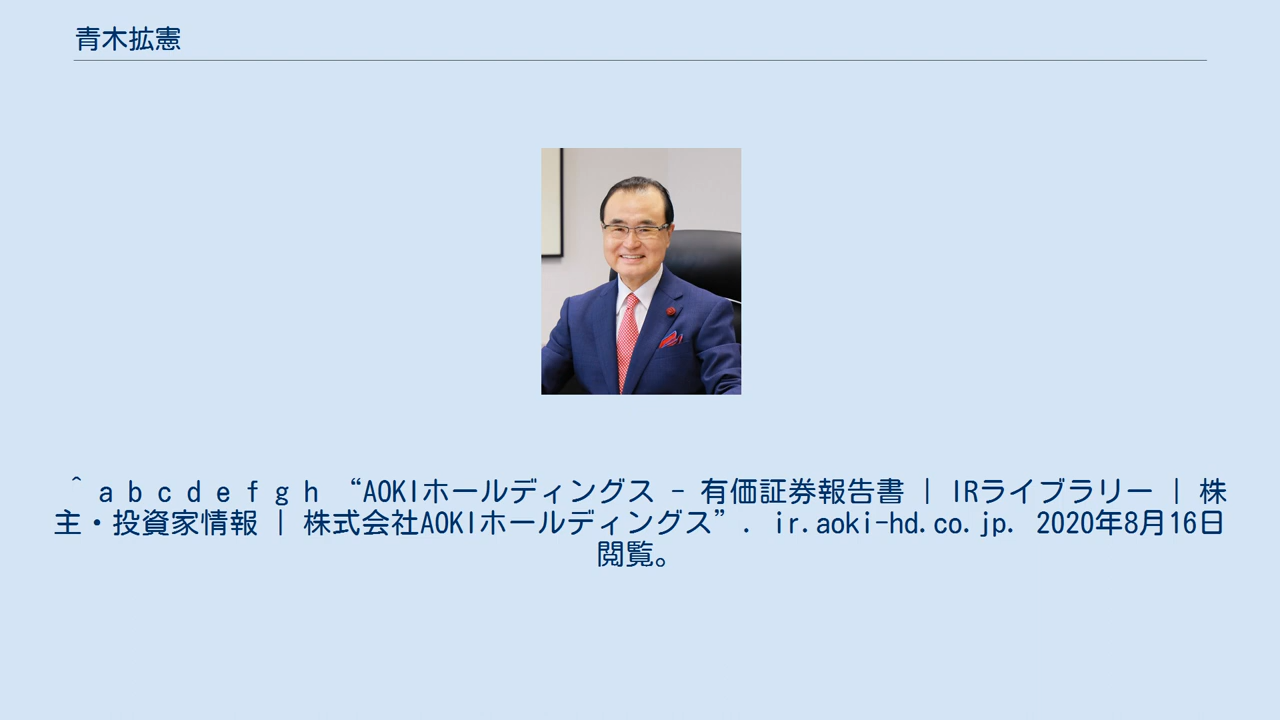 青木拡憲
^ a b c d e f g h “AOKIホールディングス - 有価証券報告書 | IRライブラリー | 株
主・投資家情報 | 株式会社AOKIホールディングス”. ir.aoki-hd.co.jp. 2020年8月16日
閲覧。